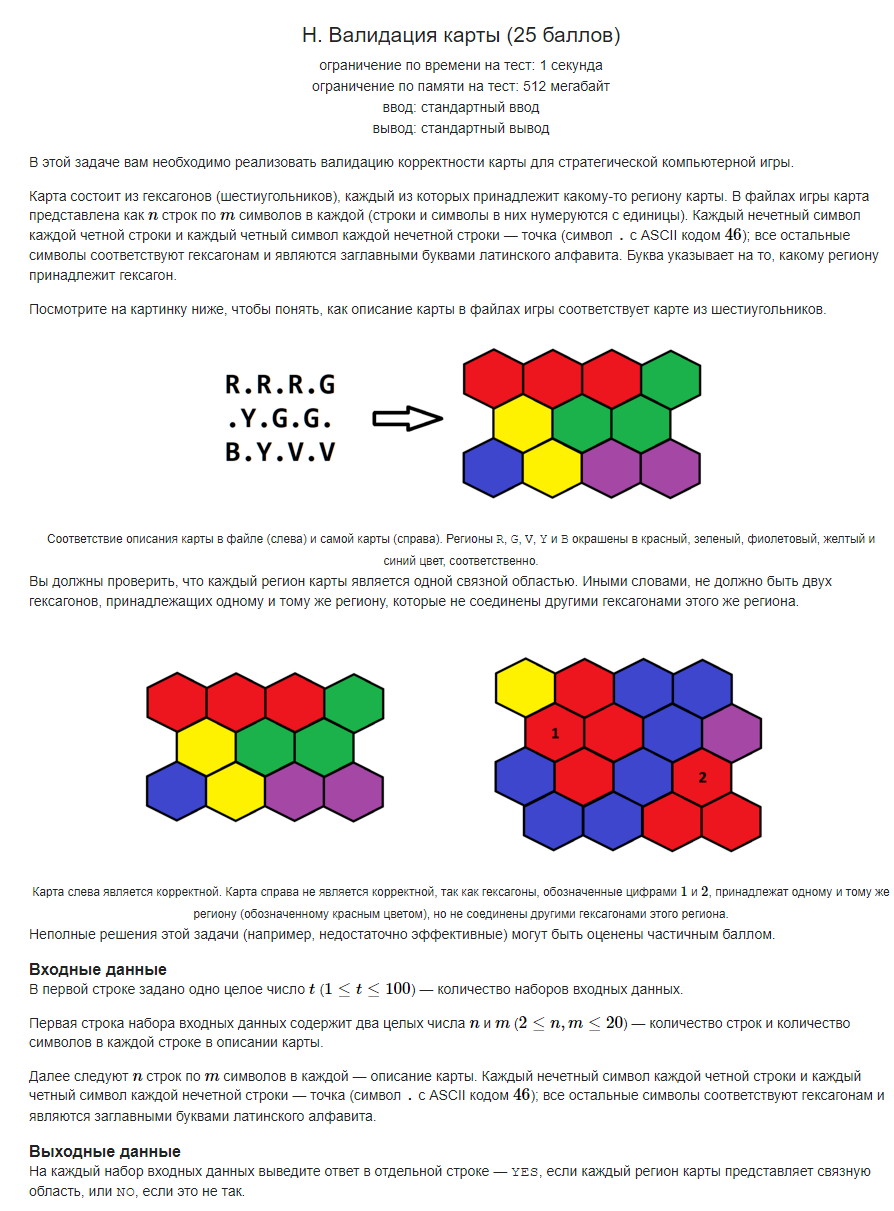 H. Валидация карты (25 баллов)
ограничение по времени на тест: 1 секунда
ограничение по памяти на тест: 512 мегабайт
ввод: стандартный ввод
вывод: стандартный вывод
В этой задаче вам необходимо реализовать валидацию корректности карты для стратегической компьютерной игры.
Карта состоит из гексагонов (шестиугольников), каждый из которых принадлежит какому-то региону карты. В файлах игры карта
представлена как n строк по m символов в каждой (строки и символы в них нумеруются с единицы). Каждый нечетный символ
каждой четной строки и каждый четный символ каждой нечетной строки — точка (символ . с ASCII кодом 46); все остальные
символы соответствуют гексагонам и являются заглавными буквами латинского алфавита. Буква указывает на то, какому региону
принадлежит гексагон.
Посмотрите на картинку ниже, чтобы понять, как описание карты в файлах игры соответствует карте из шестиугольников.
R.R.R.G
.Y.G.G.
B.Y.V.V
Соответствие описания карты в файле (слева) и самой карты (справа). Регионы R, G, V, Y и B окрашены в красный, зеленый, фиолетовый, желтый и
синий цвет, соответственно.
Вы должны проверить, что каждый регион карты является одной связной областью. Иными словами, не должно быть двух
гексагонов, принадлежащих одному и тому же региону, которые не соединены другими гексагонами этого же региона.
1
2
Карта слева является корректной. Карта справа не является корректной, так как гексагоны, обозначенные цифрами 1 и 2, принадлежат одному и тому же
региону (обозначенному красным цветом), но не соединены другими гексагонами этого региона.
Неполные решения этой задачи (например, недостаточно эффективные) могут быть оценены частичным баллом.
Входные данные
В первой строке задано одно целое число t (1 ≤ t ≤ 100) — количество наборов входных данных.
Первая строка набора входных данных содержит два целых числа n и m (2 ≤ n, m ≤ 20) — количество строк и количество
символов в каждой строке в описании карты.
Далее следуют n строк по m символов в каждой — описание карты. Каждый нечетный символ каждой четной строки и каждый
четный символ каждой нечетной строки — точка (символ . с ASCII кодом 46); все остальные символы соответствуют гексагонам и
являются заглавными буквами латинского алфавита.
Выходные данные
На каждый набор входных данных выведите ответ в отдельной строке — YES, если каждый регион карты представляет связную
область, или NO, если это не так.